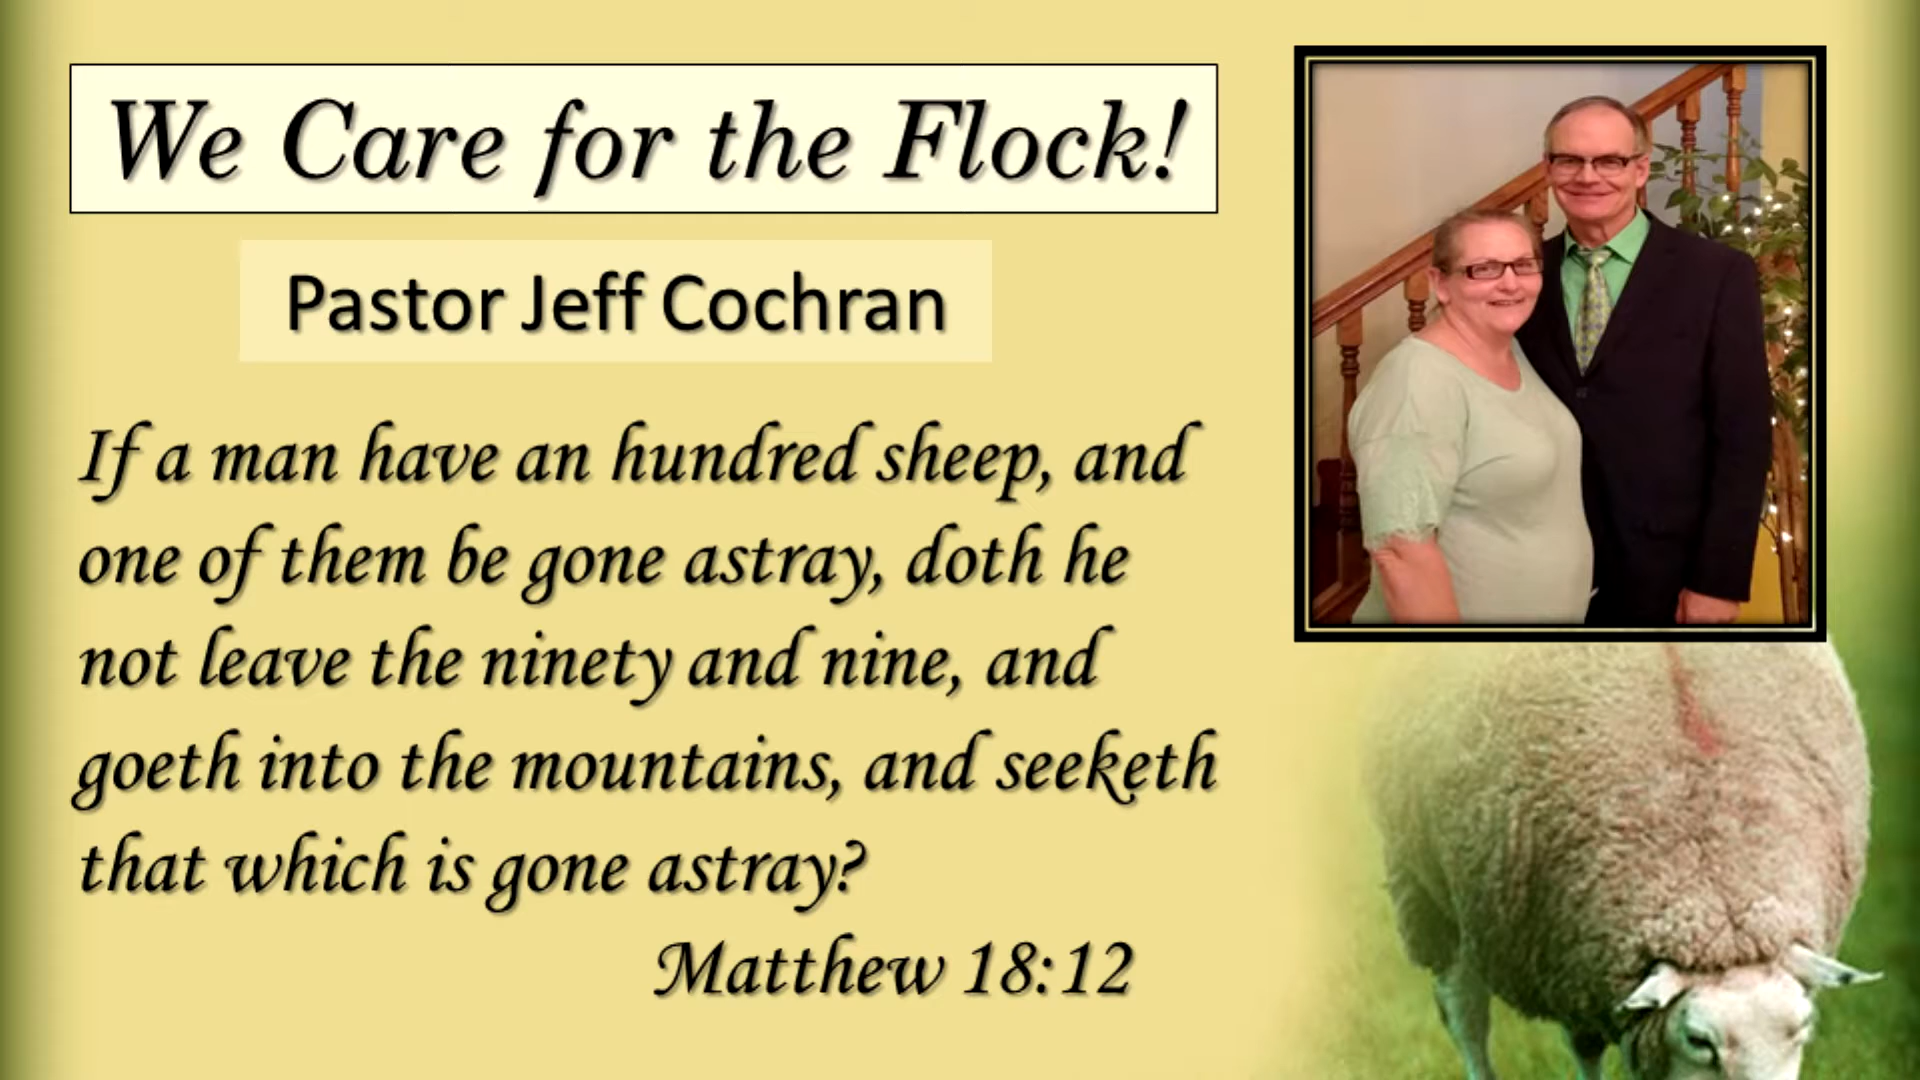 We Care for the Flock!
Pastor Jeff Cochran
If a man have an hundred sheep, and
one of them be gone astray, doth he
not leave the ninety and nine, and
goeth into the mountains, and seeketh
that which is gone astray?
Matthew 18:12